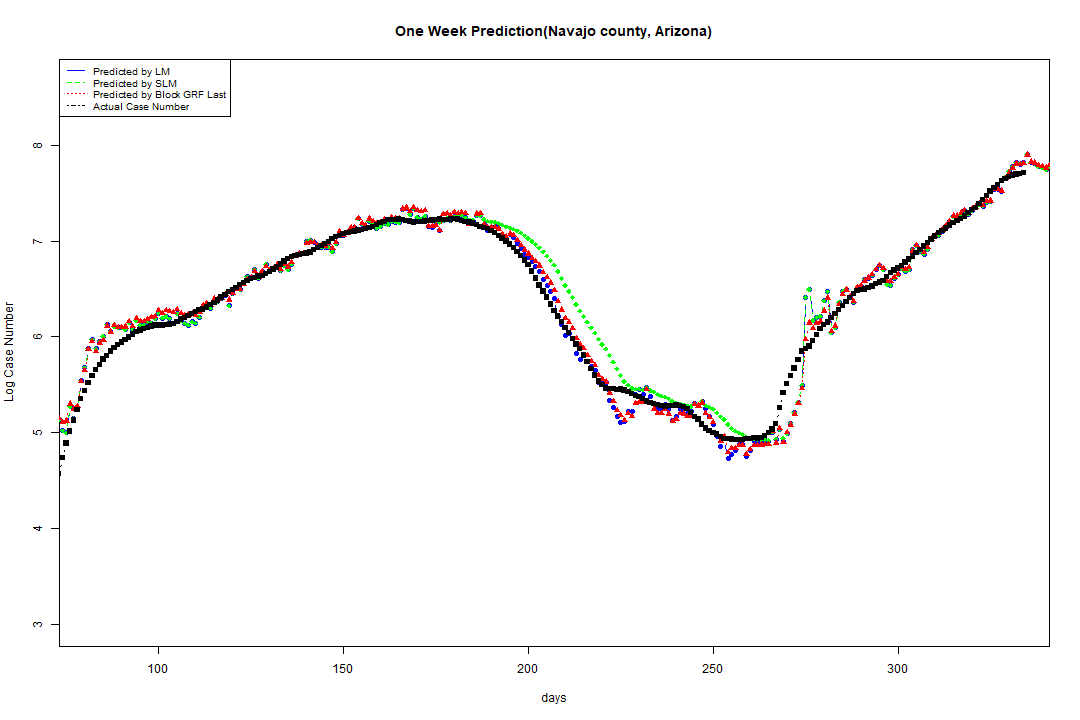 One Week Prediction(Navajo county, Arizona)
Predicted by LM
Predicted by SLM
Predicted by Block GRF Last
Actual Case Number
8
7
6
5
4
3
Log Case Number
100 150 200 250 300
days